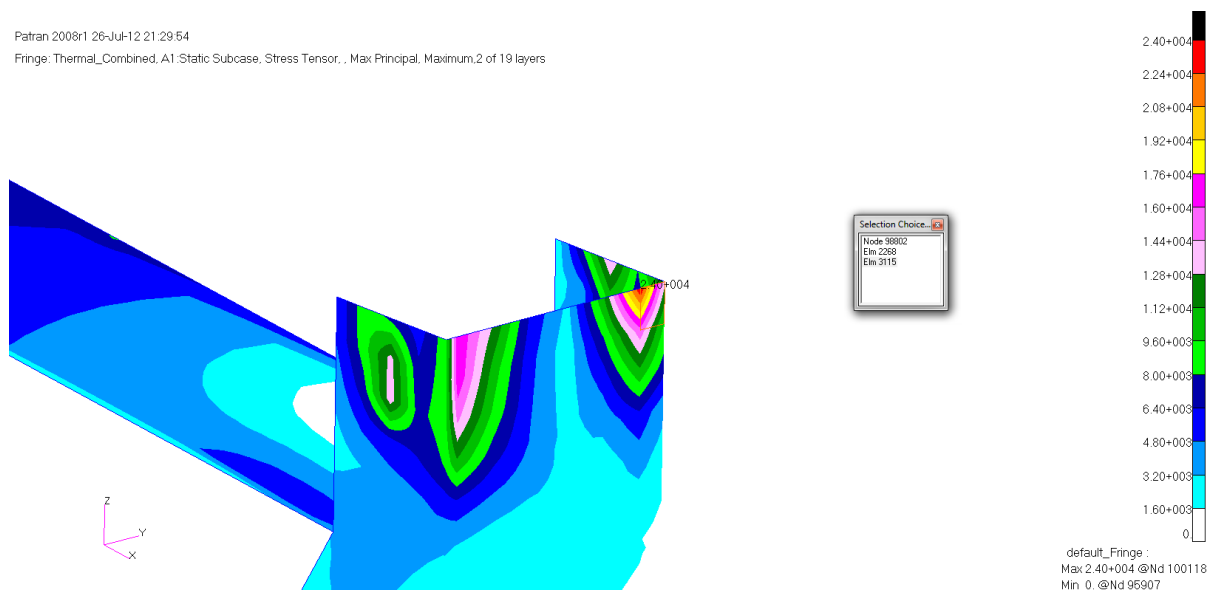 Patran 2008r1 26-Jul-12 21:29:54
Fringe: Thermal_Combined, A1:Static Subcase, Stress Tensor, , Max Principal, Maximum,2 of 19 layers
2.40+004
2.24+004
2.08+004
1.92+004
1.76+004
1.60+004
1.44+004
1.28+004
1.12+004
9.60+003
8.00+003
6.40+003
4.80+003
3.20+003
1.60+003
0.
Selection Choice...
Node 98802
Elm 2268
Elm 3115
2.40+004
Z
Y
X
default_Fringe :
Max 2.40+004 @Nd 100118
Min 0. @Nd 95907